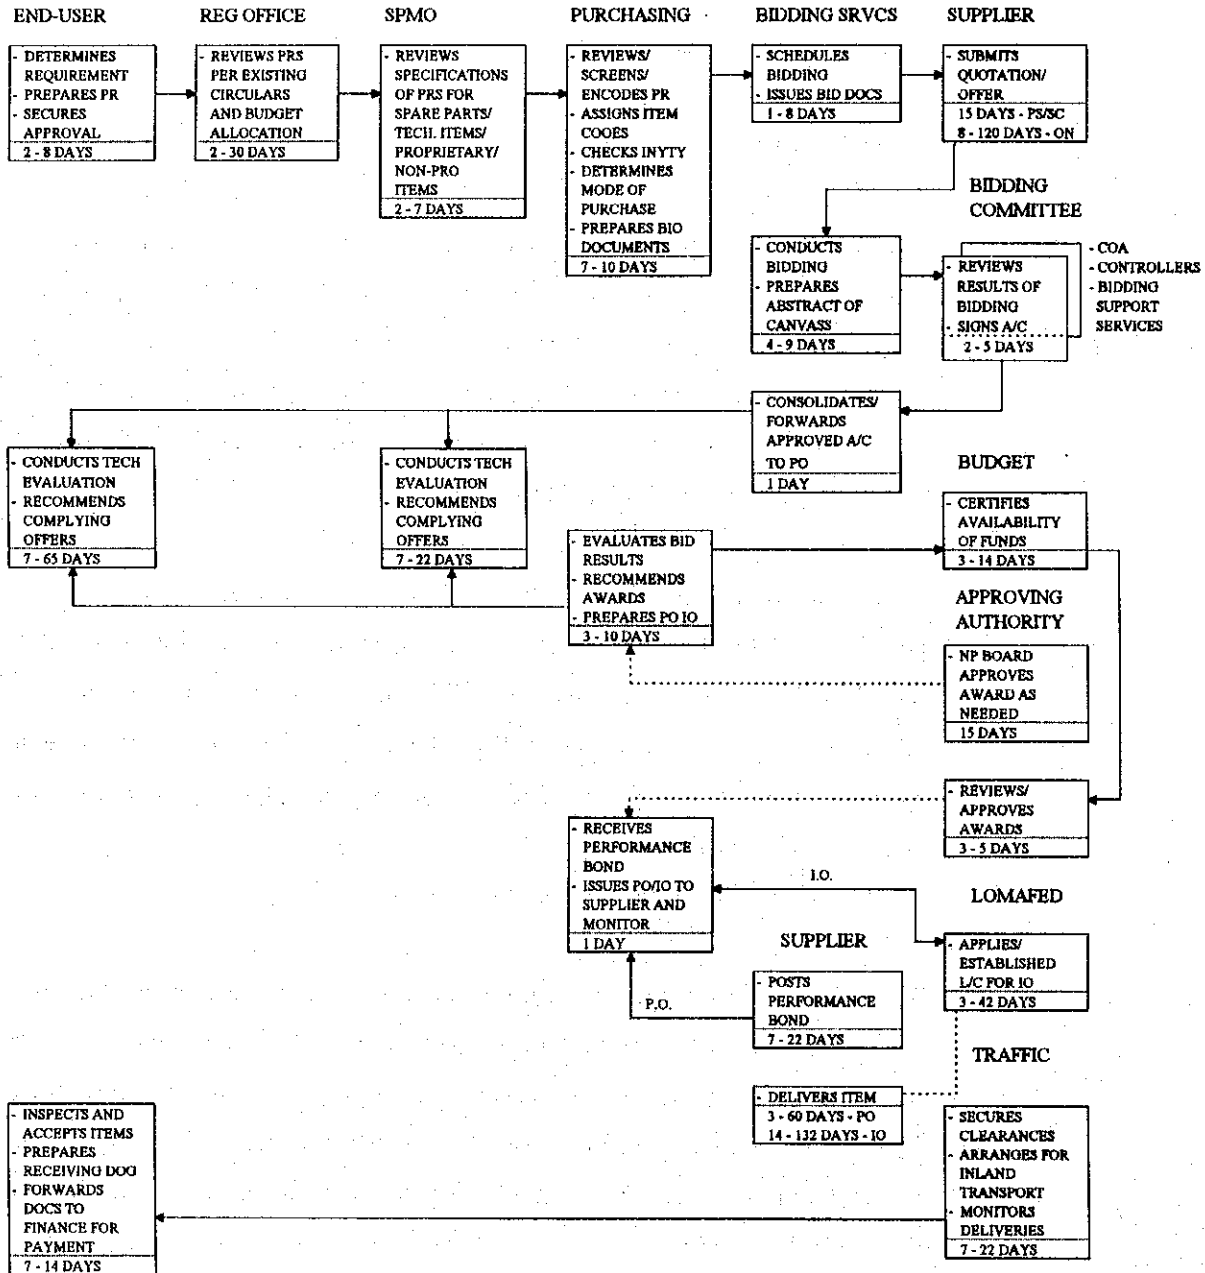 END-USER
REG OFFICE
SPMO
PURCHASING
BIDDING SRVCS
SUPPLIER
- DETERMINES
REQUIREMENT
- PREPARES PR
- SECURES
APPROVAL
2 - 8 DAYS
- REVIEWS PRS
PER EXISTING
CIRCULARS
AND BUDGET
ALLOCATION
2 - 30 DAYS
- REVIEWS
SPECIFICATIONS
OF PRS FOR
SPARE PARTS/
TECH. ITEMS/
PROPRIETARY/
NON-PRO
ITEMS
2 - 7 DAYS
- REVIEWS/
SCREENS/
ENCODES PR
- ASSIGNS ITEM
COOES
- CHECKS INYTY
- DETERMINES
MODE OF
PURCHASE
- PREPARES BIO
DOCUMENTS
7 - 10 DAYS
- SCHEDULES
BIDDING
- ISSUES BID DOCS
1 - 8 DAYS
- SUBMITS
QUOTATION/
OFFER
15 DAYS - PS/SC
8 - 120 DAYS - ON
BIDDING
COMMITTEE
- CONDUCTS
BIDDING
- PREPARES
ABSTRACT OF
CANVASS
4 - 9 DAYS
- REVIEWS
RESULTS OF
BIDDING
- SIGNS A/C
2 - 5 DAYS
- COA
- CONTROLLERS
- BIDDING
SUPPORT
SERVICES
- CONSOLIDATES/
FORWARDS
APPROVED A/C
TO PO
1 DAY
- CONDUCTS TECH
EVALUATION
- RECOMMENDS
COMPLYING
OFFERS
7 - 65 DAYS
- CONDUCTS TECH
EVALUATION
- RECOMMENDS
COMPLYING
OFFERS
7 - 22 DAYS
- EVALUATES BID
RESULTS
- RECOMMENDS
AWARDS
- PREPARES PO IO
3 - 10 DAYS
BUDGET
- CERTIFIES
AVAILABILITY
OF FUNDS
3 - 14 DAYS
APPROVING
AUTHORITY
- NP BOARD
APPROVES
AWARD AS
NEEDED
15 DAYS
- REVIEWS/
APPROVES
AWARDS
3 - 5 DAYS
- RECEIVES
PERFORMANCE
BOND
- ISSUES PO/IO TO
SUPPLIER AND
MONITOR
1 DAY
I.O.
LOMAFED
- APPLIES/
ESTABLISHED
L/C FOR IO
3 - 42 DAYS
SUPPLIER
- POSTS
PERFORMANCE
BOND
7 - 22 DAYS
P.O.
TRAFFIC
- DELIVERS ITEM
3 - 60 DAYS - PO
14 - 132 DAYS - IO
- SECURES
CLEARANCES
- ARRANGES FOR
INLAND
TRANSPORT
- MONITORS
DELIVERIES
7 - 22 DAYS
- INSPECTS AND
ACCEPTS ITEMS
- PREPARES
RECEIVING DOG
- FORWARDS
DOCS TO
FINANCE FOR
PAYMENT
7 - 14 DAYS